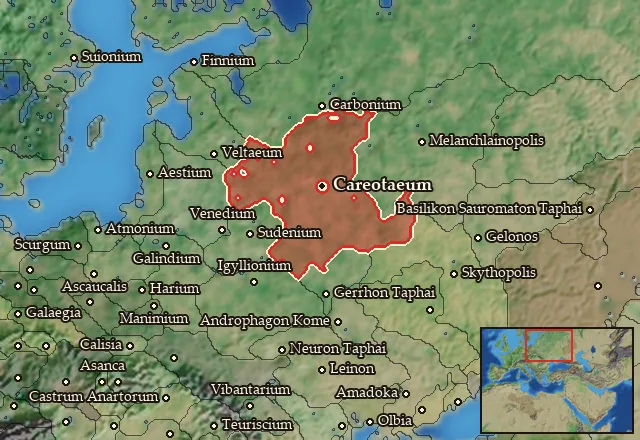 Suionium
Finnium
Carbonium
Melanchlainopolis
Veltaeum
Aestium
Careotaeum
Venedium
Basilikon Sauromaton Taphai
Atmonium
Sudenium
Gelonos
Scurgum
Galindium
Igyllionium
Skythopolis
Ascaucalis
Harium
Gerrhon Taphai
Galaegia
Manimium
Androphagon Kome
Calisia
Neuron Taphai
Asanca
Leinon
Castrum Anartorum
Vibantarium
Amadoka
Teuriscium
Olbia